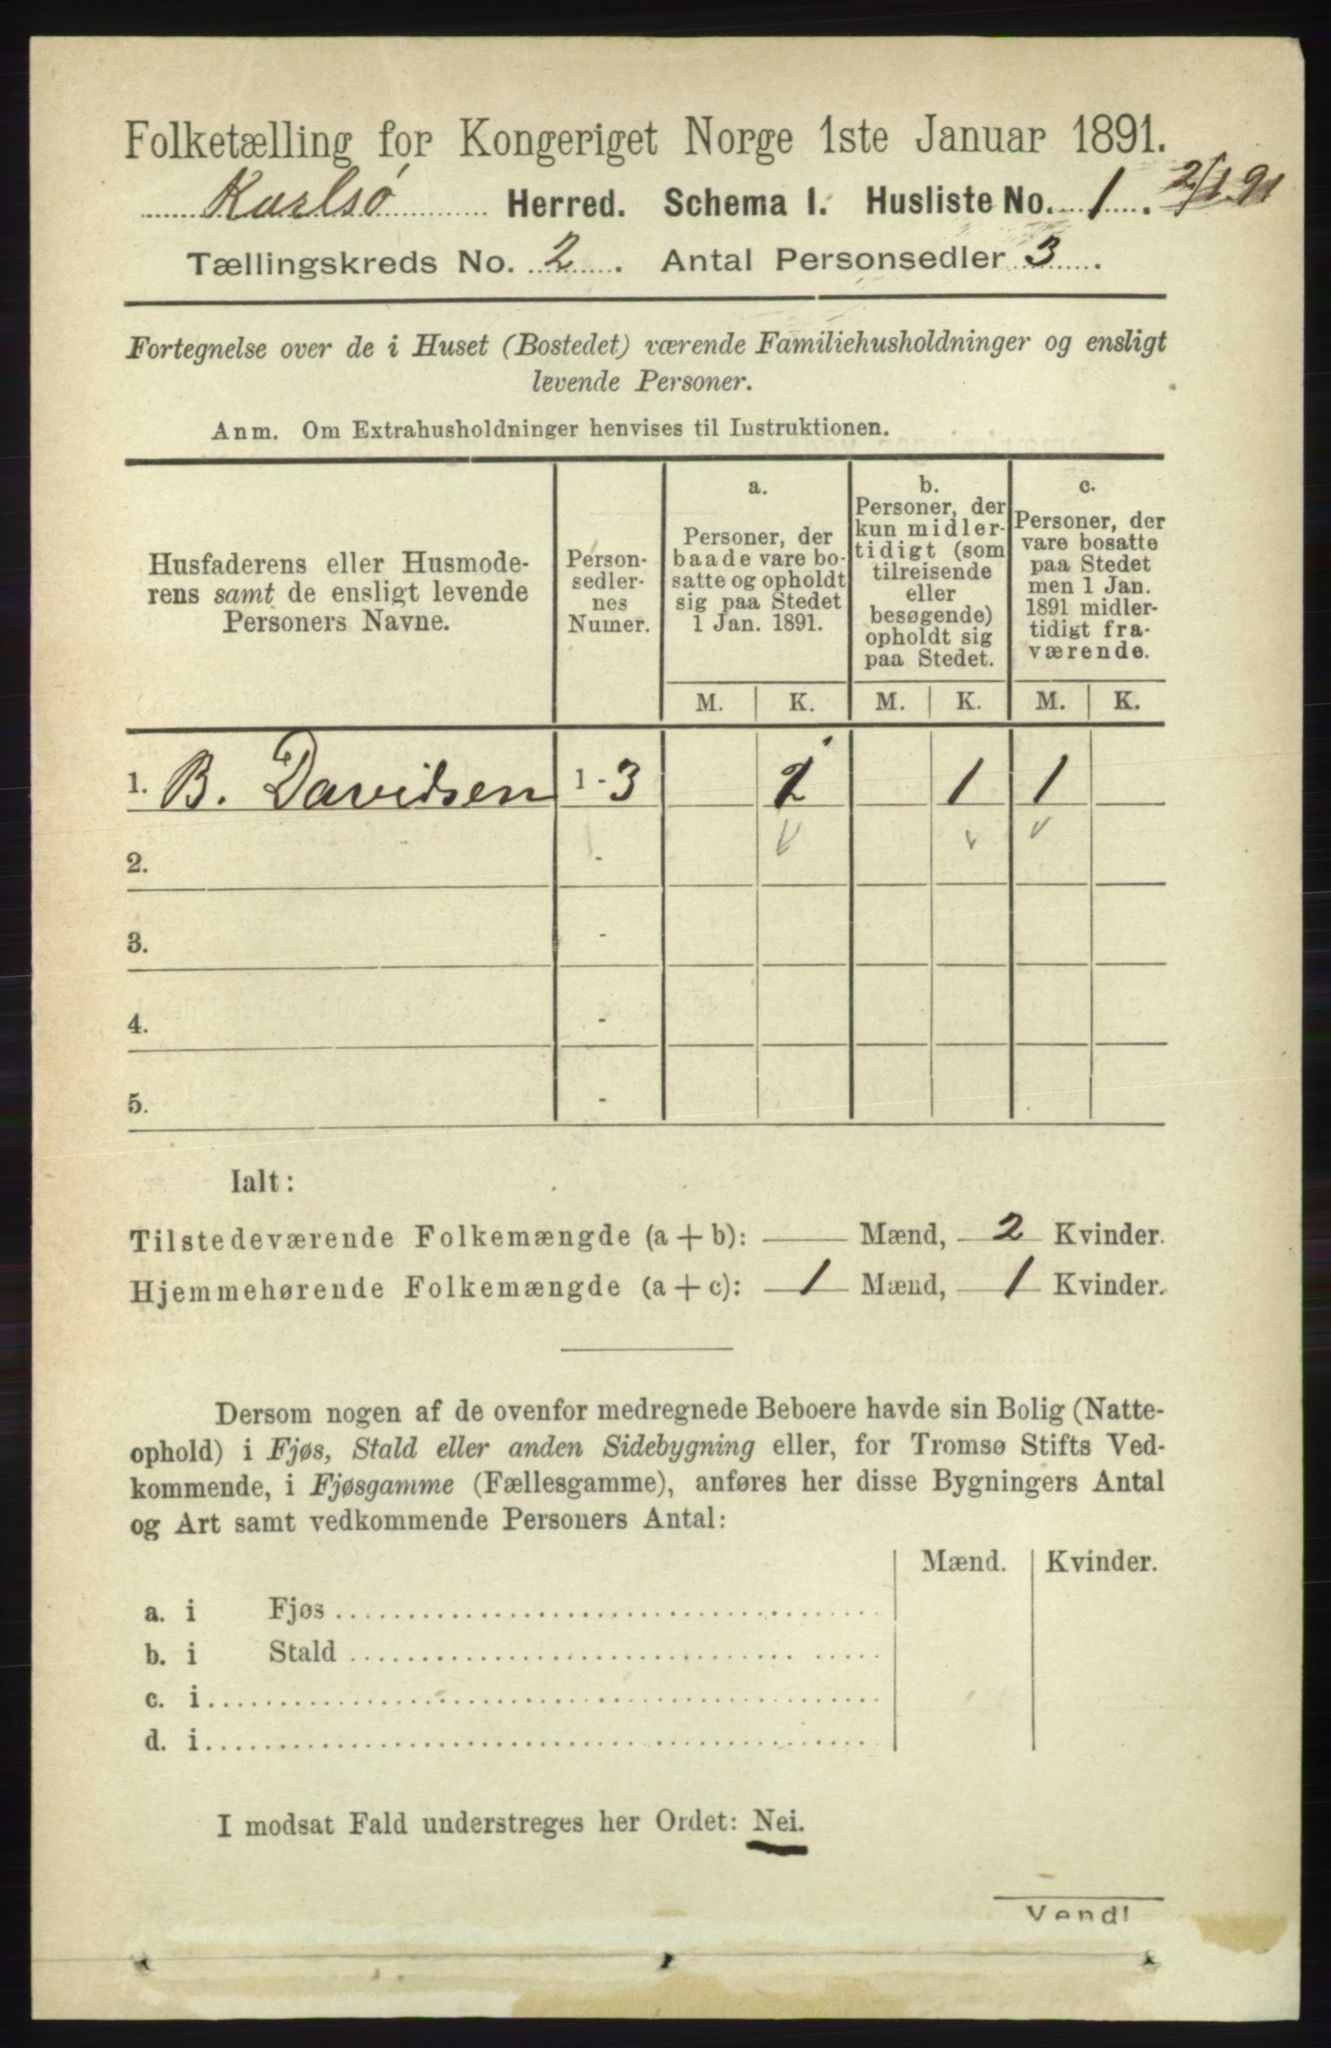 Folketælling for Kongeriget Norge 1ste Januar 1891.
Karlsø Herred. Schema I. Husliste No. 1. 2/1 91
Tællingskreds No. 2. Antal Personsedler 3.
Fortegnelse over de i Huset (Bostedet) værende Familiehusholdninger og ensligt
levende Personer.
Anm. Om Extrahusholdninger henvises til Instruktionen.
Husfaderens eller Husmode-
rens samt de ensligt levende
Personers Navne.
Person-
sedler-
nes
Numer.
a.
Personer, der
baade vare bo-
satte og opholdt
sig paa Stedet
1 Jan. 1891.
b.
Personer, der
kun midler-
tidigt (som
tilreisende
eller
besøgende)
opholdt sig
paa Stedet.
c.
Personer, der
vare bosatte
paa Stedet
men 1 Jan.
1891 midler-
tidigt fra-
værende.
M. K. M. K. M. K.
1. B. Davidsen 1 - 3 1 1 1
2. -
3. -
4. -
5. -
Ialt:
Tilstedeværende Folkemængde (a + b): — Mænd, 2 Kvinder.
Hjemmehørende Folkemængde (a + c): 1 Mænd, 1 Kvinder.
Dersom nogen af de ovenfor medregnede Beboere havde sin Bolig (Natte-
ophold) i Fjøs, Stald eller anden Sidebygning eller, for Tromsø Stifts Ved-
kommende, i Fjøsgamme (Fællesgamme), anføres her disse Bygningers Antal
og Art samt vedkommende Personers Antal:
Mænd. Kvinder.
a. i Fjøs
b. i Stald
c. i
d. i
I modsat Fald understreges her Ordet: Nei.
Vend!